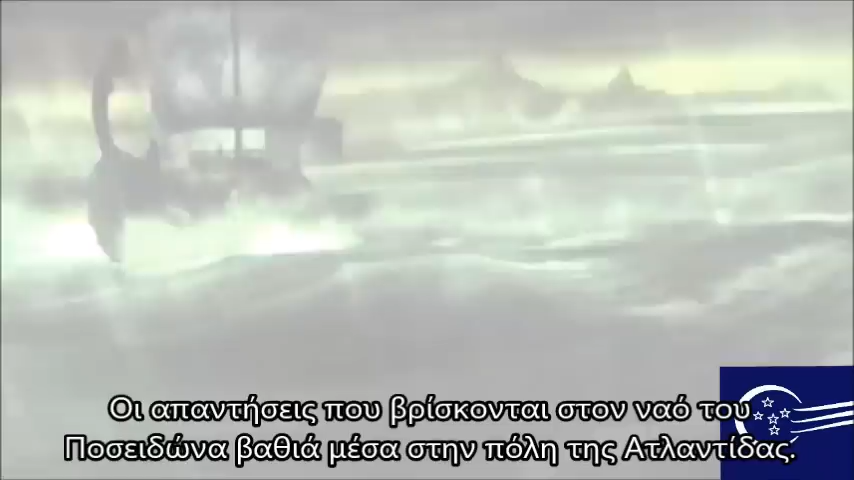 Οι απαντήσεις που βρίσκονται στον ναό του
Ποσειδώνα βαθιά μέσα στην πόλη της Ατλαντίδας.